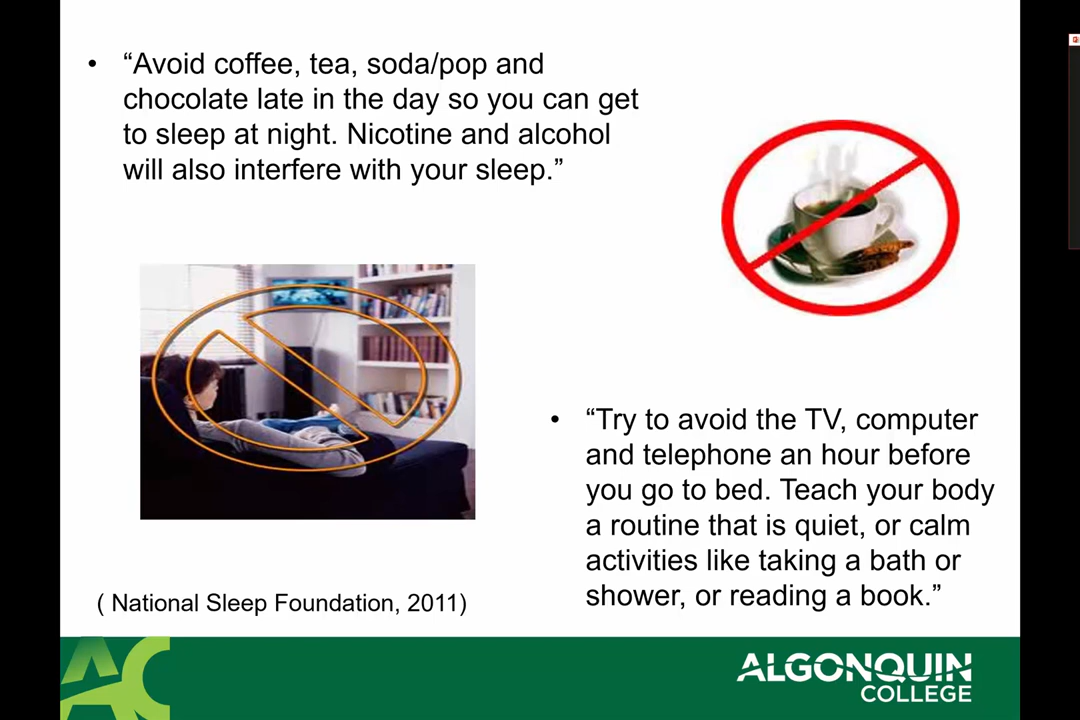 • “Avoid coffee, tea, soda/pop and
chocolate late in the day so you can get
to sleep at night. Nicotine and alcohol
will also interfere with your sleep.”
• “Try to avoid the TV, computer
and telephone an hour before
you go to bed. Teach your body
a routine that is quiet, or calm
activities like taking a bath or
shower, or reading a book.”
( National Sleep Foundation, 2011)
AC
ALGONQUIN
COLLEGE